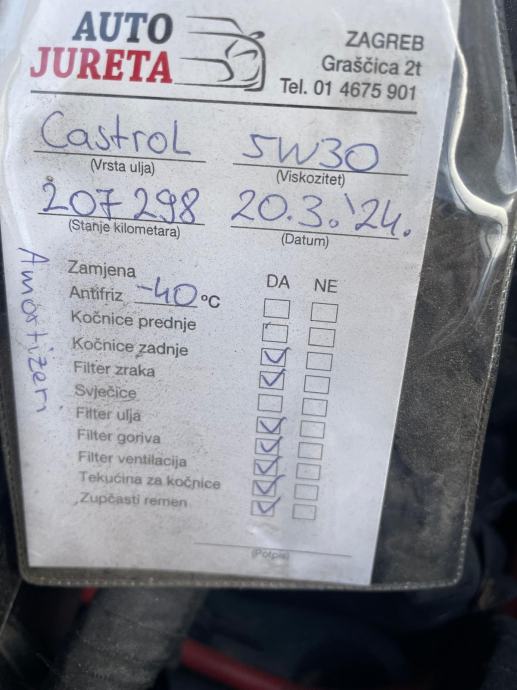 AUTO
JURETA
ZAGREB
Graščica 2t
Tel. 01 4675 901
Castrol 5W30
(Vrsta ulja) (Viskozitet)
207 298 20.3.'24.
(Stanje kilometara) (Datum)
Zamjena DA NE
Antifriz -40 °C
Kočnice prednje
Kočnice zadnje
Filter zraka
Svječice
Filter ulja
Filter goriva
Filter ventilacija
Tekućina za kočnice
Zupčasti remen
(Potpis)
Amortizeri